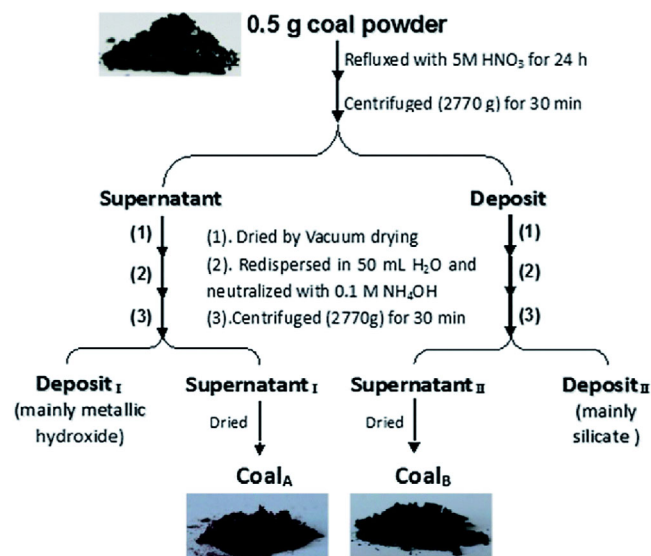 0.5 g coal powder
Refluxed with 5M HNO₃ for 24 h
Centrifuged (2770 g) for 30 min
Supernatant
Deposit
(1)
(2)
(3)
(1). Dried by Vacuum drying
(2). Redispersed in 50 mL H₂O and
neutralized with 0.1 M NH₄OH
(3).Centrifuged (2770g) for 30 min
(1)
(2)
(3)
Deposit I
(mainly metallic
hydroxide)
Supernatant I
Supernatant II
Deposit II
(mainly
silicate )
Dried
Dried
Coal_A
Coal_B